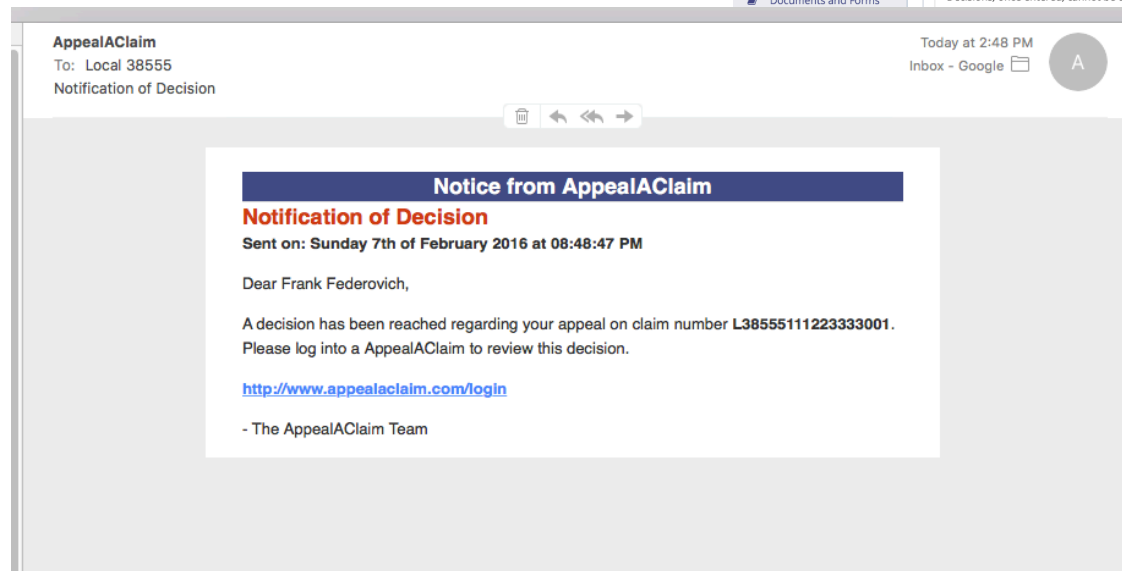 Documents and Forms
AppealAClaim
Today at 2:48 PM
To: Local 38555
Inbox - Google
A
Notification of Decision
Notice from AppealAClaim
Notification of Decision
Sent on: Sunday 7th of February 2016 at 08:48:47 PM
Dear Frank Federovich,
A decision has been reached regarding your appeal on claim number L38555111223333001.
Please log into a AppealAClaim to review this decision.
http://www.appealaclaim.com/login
- The AppealAClaim Team